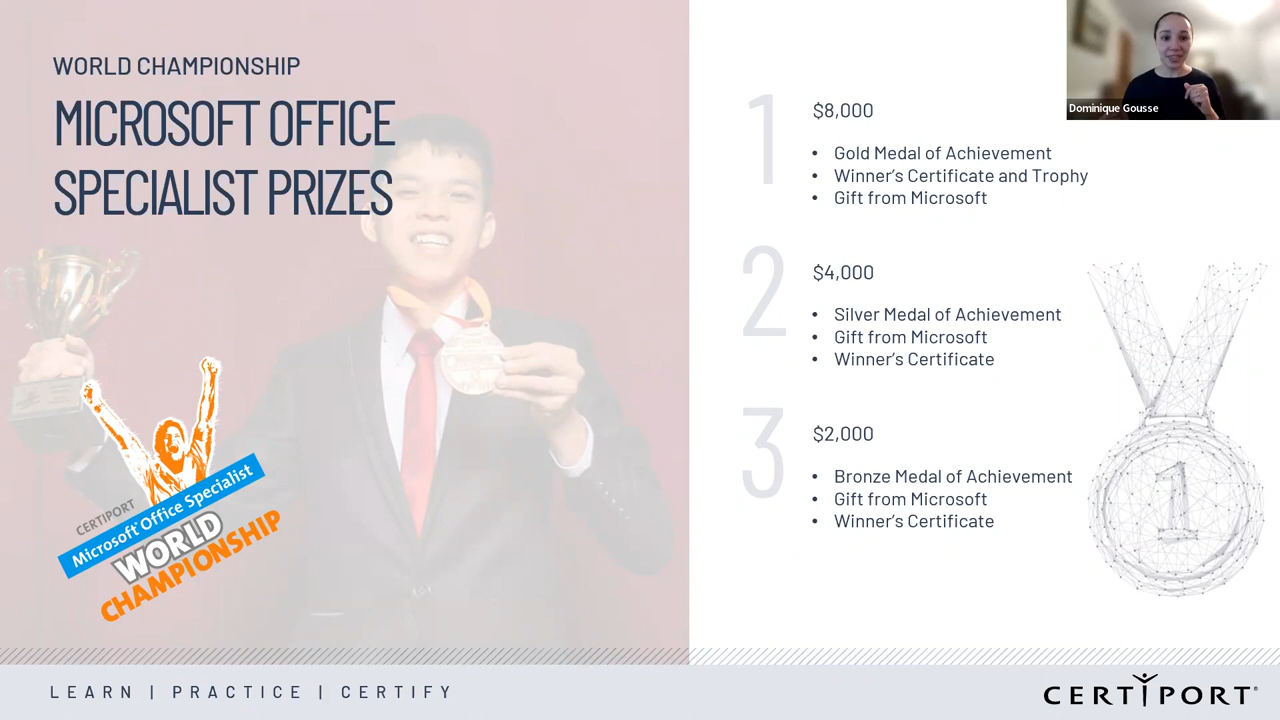 WORLD CHAMPIONSHIP
MICROSOFT OFFICE
SPECIALIST PRIZES
CERTIPORT
Microsoft® Office Specialist
WORLD
CHAMPIONSHIP
1
$8,000
• Gold Medal of Achievement
• Winner’s Certificate and Trophy
• Gift from Microsoft
2
$4,000
• Silver Medal of Achievement
• Gift from Microsoft
• Winner’s Certificate
3
$2,000
• Bronze Medal of Achievement
• Gift from Microsoft
• Winner’s Certificate
1
Dominique Gousse
LEARN | PRACTICE | CERTIFY
CERTIPORT®